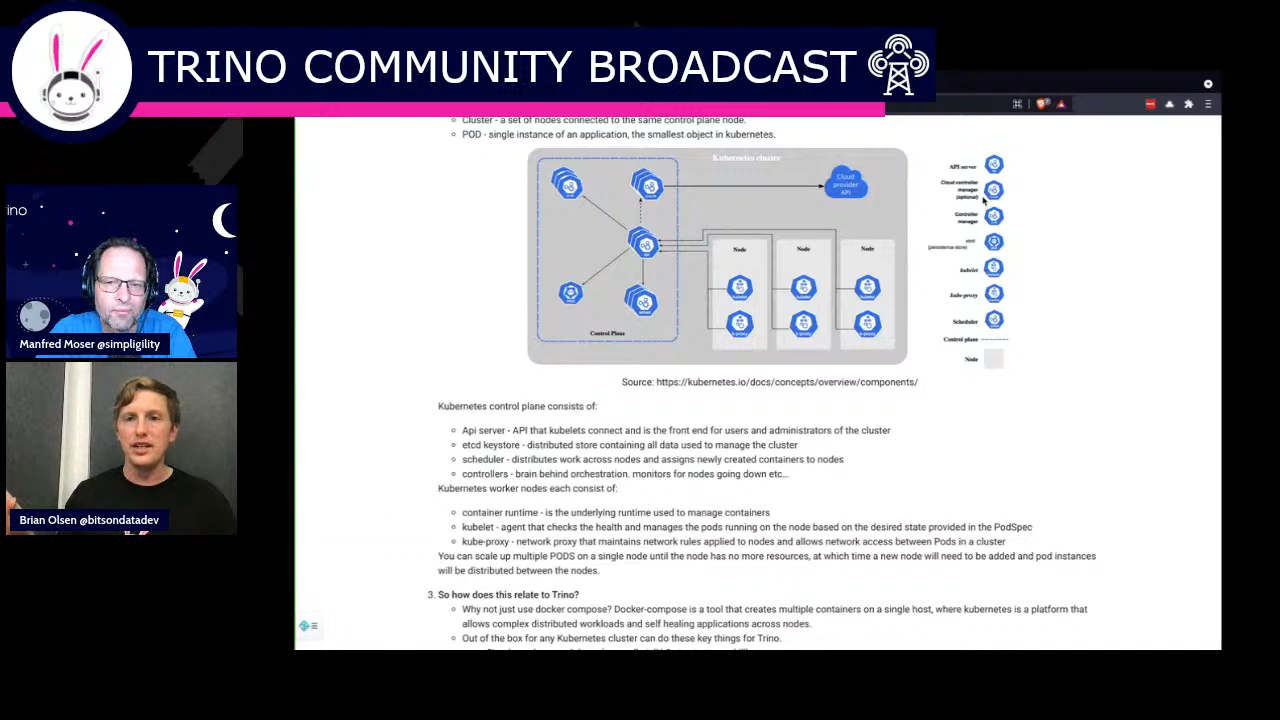 TRINO COMMUNITY BROADCAST
Cluster - a set of nodes connected to the same control plane node.
POD - single instance of an application, the smallest object in kubernetes.
Kubernetes cluster
Cloud
provider
API
Node
Node
Node
Control Plane
API server
Cloud controller
manager
(optional)
Controller
manager
etcd
(persistence store)
kubelet
kube-proxy
Scheduler
Control plane
Node
Source: https://kubernetes.io/docs/concepts/overview/components/
Kubernetes control plane consists of:
Api server - API that kubelets connect and is the front end for users and administrators of the cluster
etcd keystore - distributed store containing all data used to manage the cluster
scheduler - distributes work across nodes and assigns newly created containers to nodes
controllers - brain behind orchestration. monitors for nodes going down etc...
Kubernetes worker nodes each consist of:
container runtime - is the underlying runtime used to manage containers
kubelet - agent that checks the health and manages the pods running on the node based on the desired state provided in the PodSpec
kube-proxy - network proxy that maintains network rules applied to nodes and allows network access between Pods in a cluster
You can scale up multiple PODS on a single node until the node has no more resources, at which time a new node will need to be added and pod instances
will be distributed between the nodes.
3. So how does this relate to Trino?
Why not just use docker compose? Docker-compose is a tool that creates multiple containers on a single host, where kubernetes is a platform that
allows complex distributed workloads and self healing applications across nodes.
Out of the box for any Kubernetes cluster can do these key things for Trino.
ino
Manfred Moser @simpligility
Brian Olsen @bitsondatadev